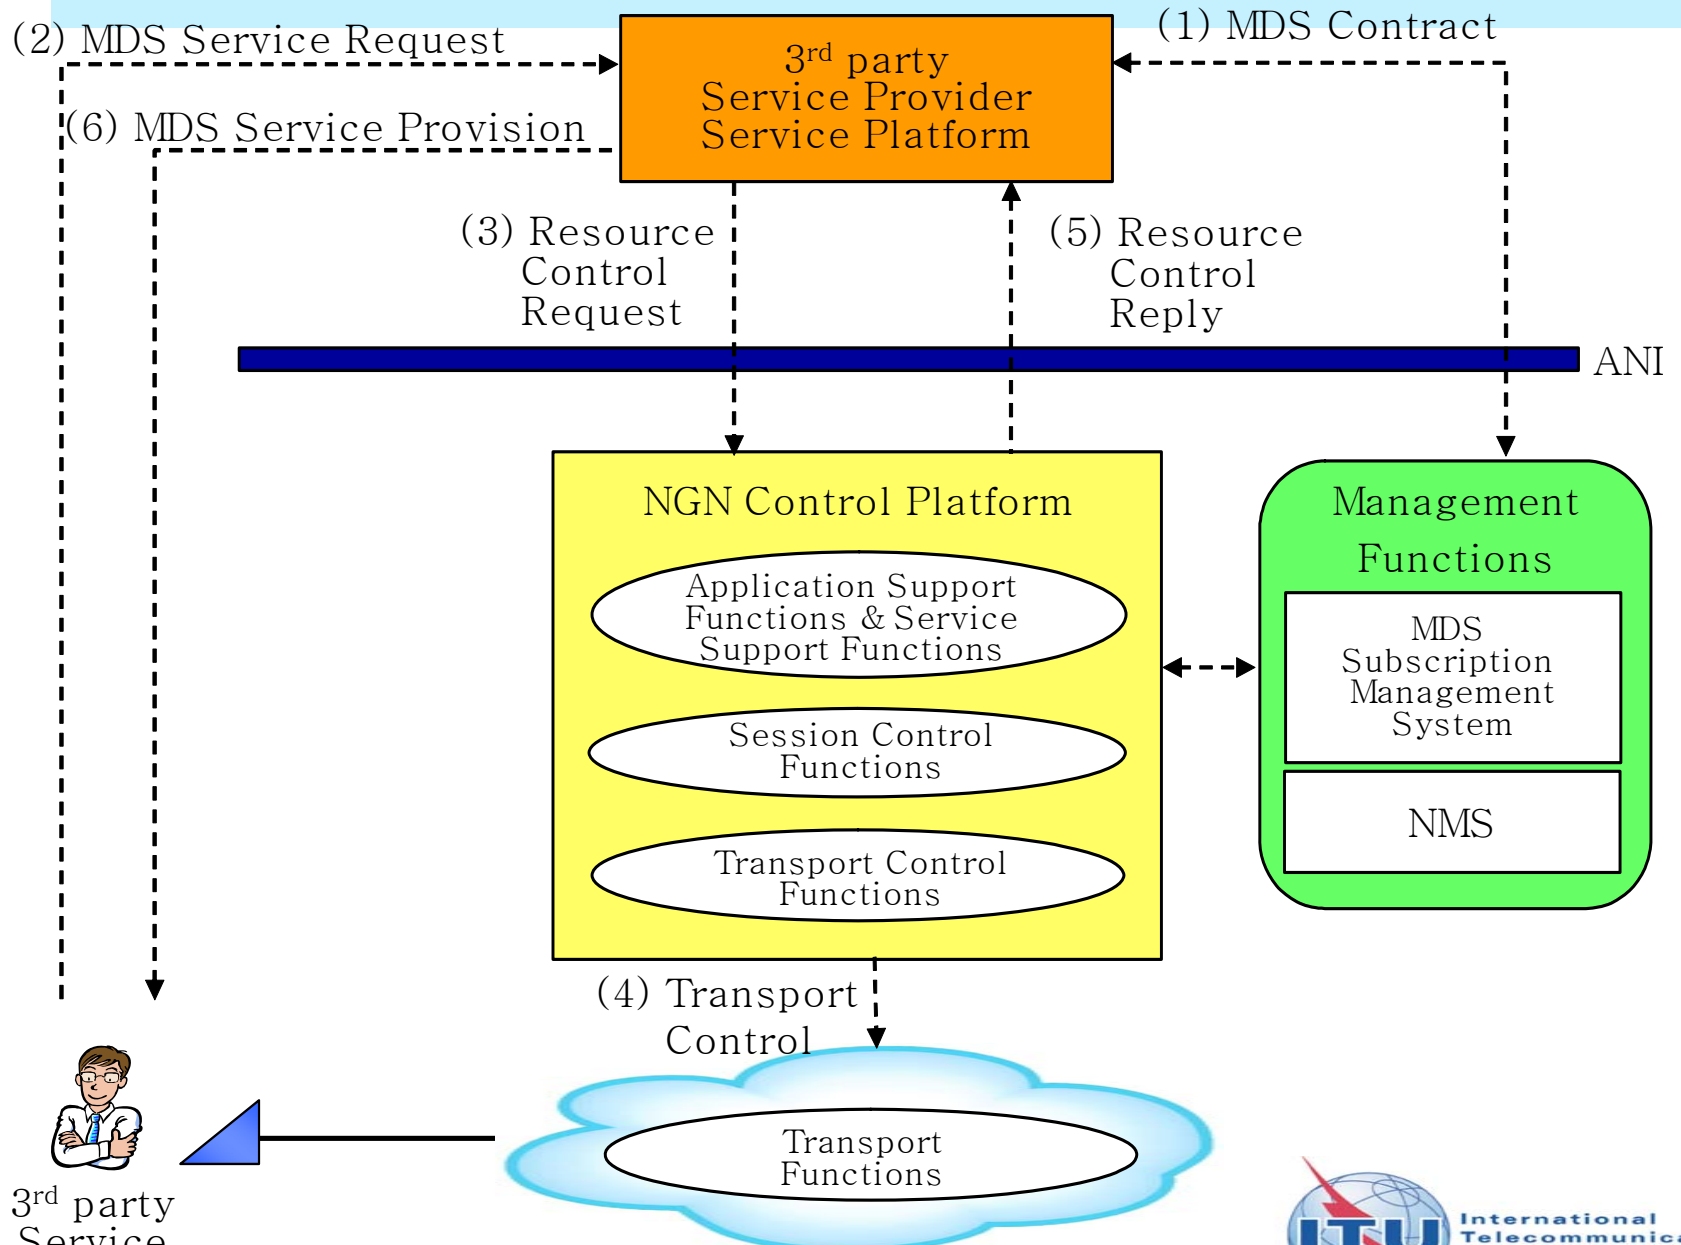 (2) MDS Service Request
(1) MDS Contract
3rd party
Service Provider
Service Platform
(6) MDS Service Provision
(3) Resource
Control
Request
(5) Resource
Control
Reply
ANI
NGN Control Platform
Application Support
Functions & Service
Support Functions
Session Control
Functions
Transport Control
Functions
Management
Functions
MDS
Subscription
Management
System
NMS
(4) Transport
Control
Transport
Functions
3rd party
Service
ITU
International